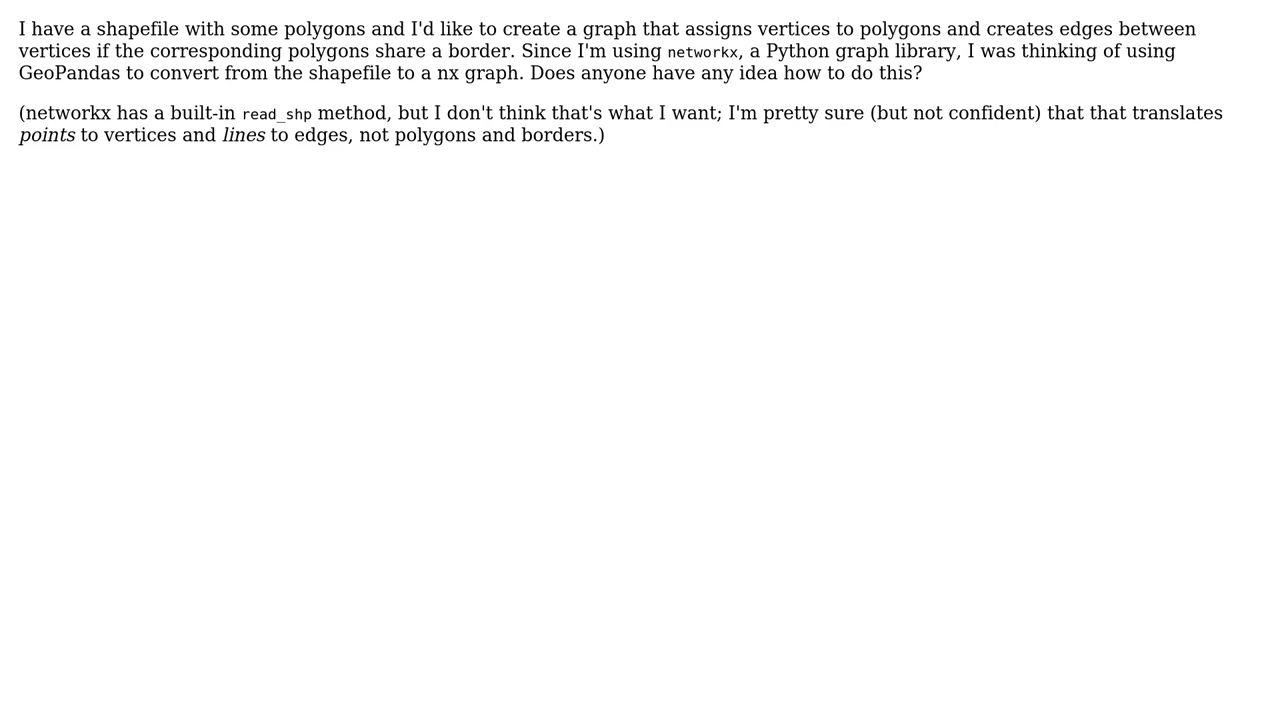 I have a shapefile with some polygons and I'd like to create a graph that assigns vertices to polygons and creates edges between
vertices if the corresponding polygons share a border. Since I'm using networkx, a Python graph library, I was thinking of using
GeoPandas to convert from the shapefile to a nx graph. Does anyone have any idea how to do this?
(networkx has a built-in read_shp method, but I don't think that's what I want; I'm pretty sure (but not confident) that that translates
points to vertices and lines to edges, not polygons and borders.)